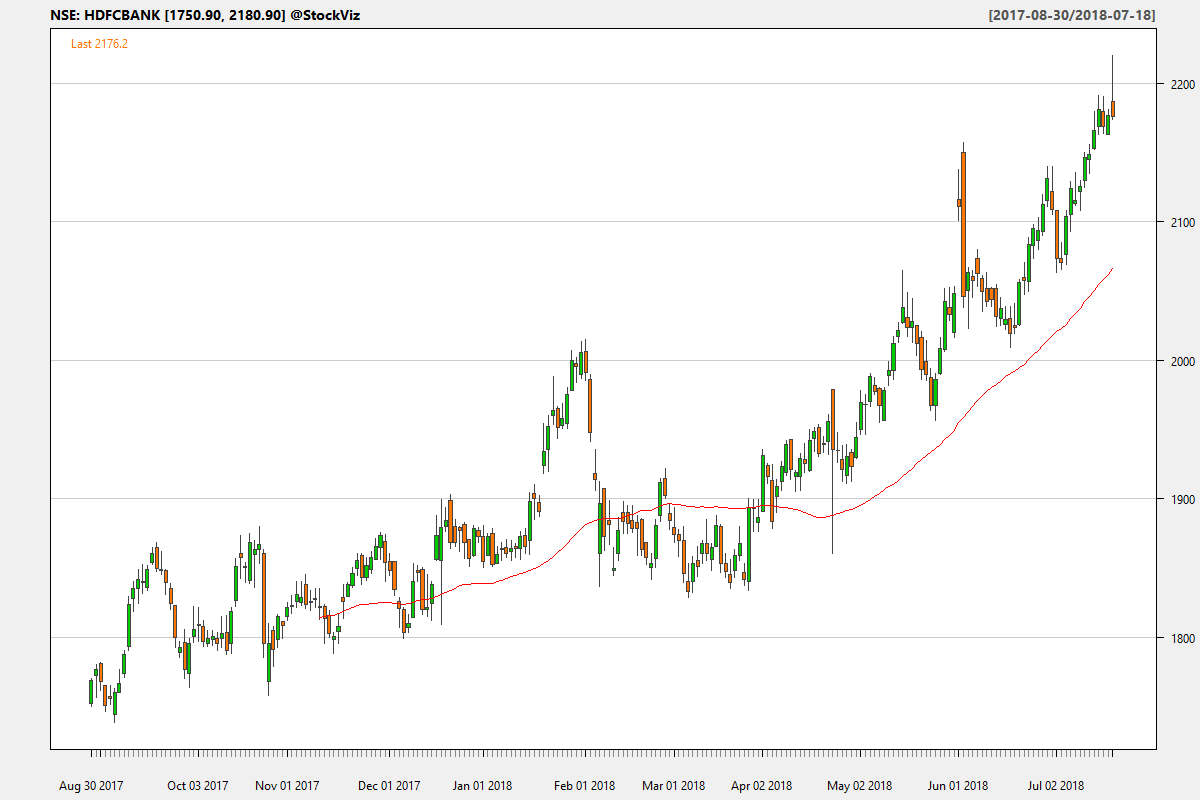 NSE: HDFCBANK [1750.90, 2180.90] @StockViz [2017-08-30/2018-07-18]
Last 2176.2
2200
2100
2000
1900
1800
Aug 30 2017 Oct 03 2017 Nov 01 2017 Dec 01 2017 Jan 01 2018 Feb 01 2018 Mar 01 2018 Apr 02 2018 May 02 2018 Jun 01 2018 Jul 02 2018